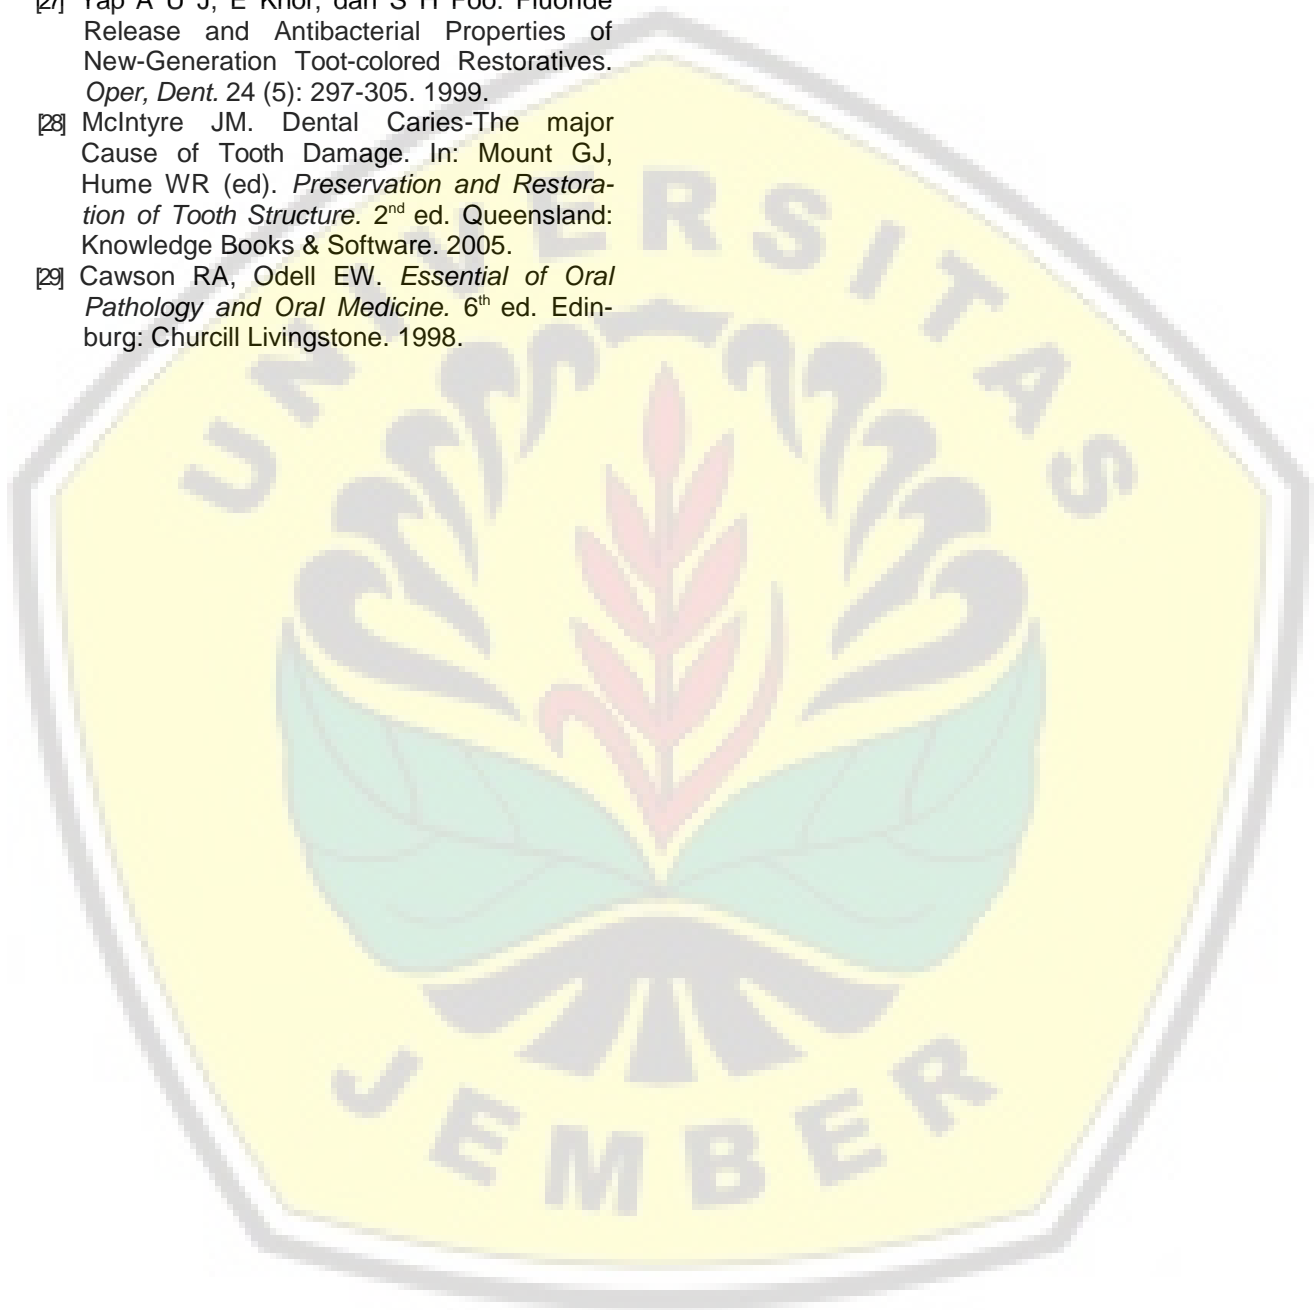 [27] Yap A U J, E Khor, dan S H Foo. Fluoride
Release and Antibacterial Properties of
New-Generation Toot-colored Restoratives.
Oper, Dent. 24 (5): 297-305. 1999.
[28] McIntyre JM. Dental Caries-The major
Cause of Tooth Damage. In: Mount GJ,
Hume WR (ed). Preservation and Restora-
tion of Tooth Structure. 2nd ed. Queensland:
Knowledge Books & Software. 2005.
[29] Cawson RA, Odell EW. Essential of Oral
Pathology and Oral Medicine. 6th ed. Edin-
burg: Churcill Livingstone. 1998.
UNIVERSITAS
JEMBER